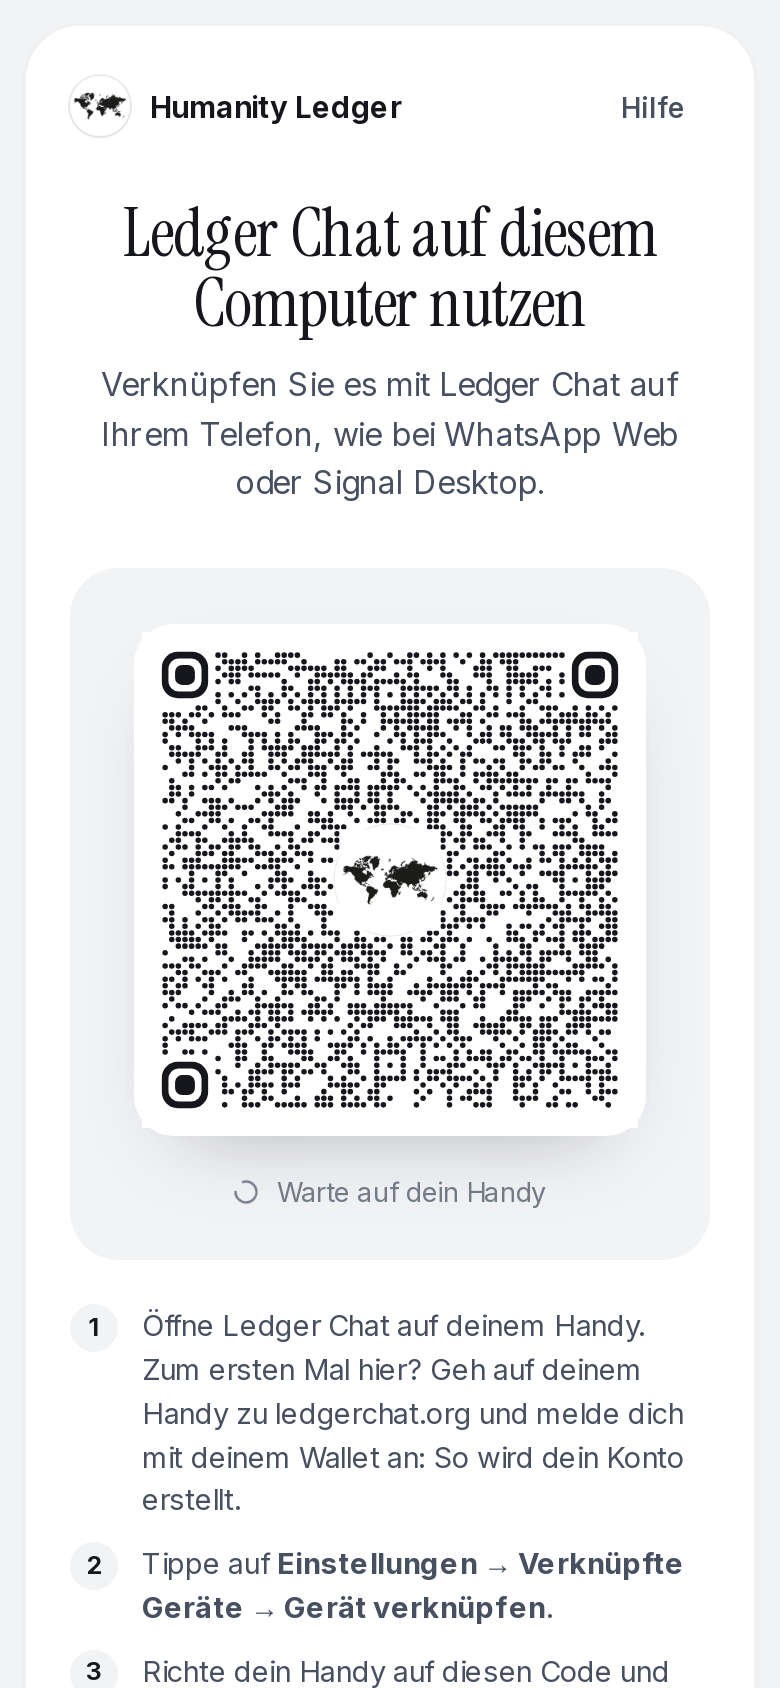 Humanity Ledger
Hilfe
Ledger Chat auf diesem
Computer nutzen
Verknüpfen Sie es mit Ledger Chat auf
Ihrem Telefon, wie bei WhatsApp Web
oder Signal Desktop.
Warte auf dein Handy
1 Öffne Ledger Chat auf deinem Handy.
Zum ersten Mal hier? Geh auf deinem
Handy zu ledgerchat.org und melde dich
mit deinem Wallet an: So wird dein Konto
erstellt.
2 Tippe auf Einstellungen → Verknüpfte
Geräte → Gerät verknüpfen.
3 Richte dein Handy auf diesen Code und